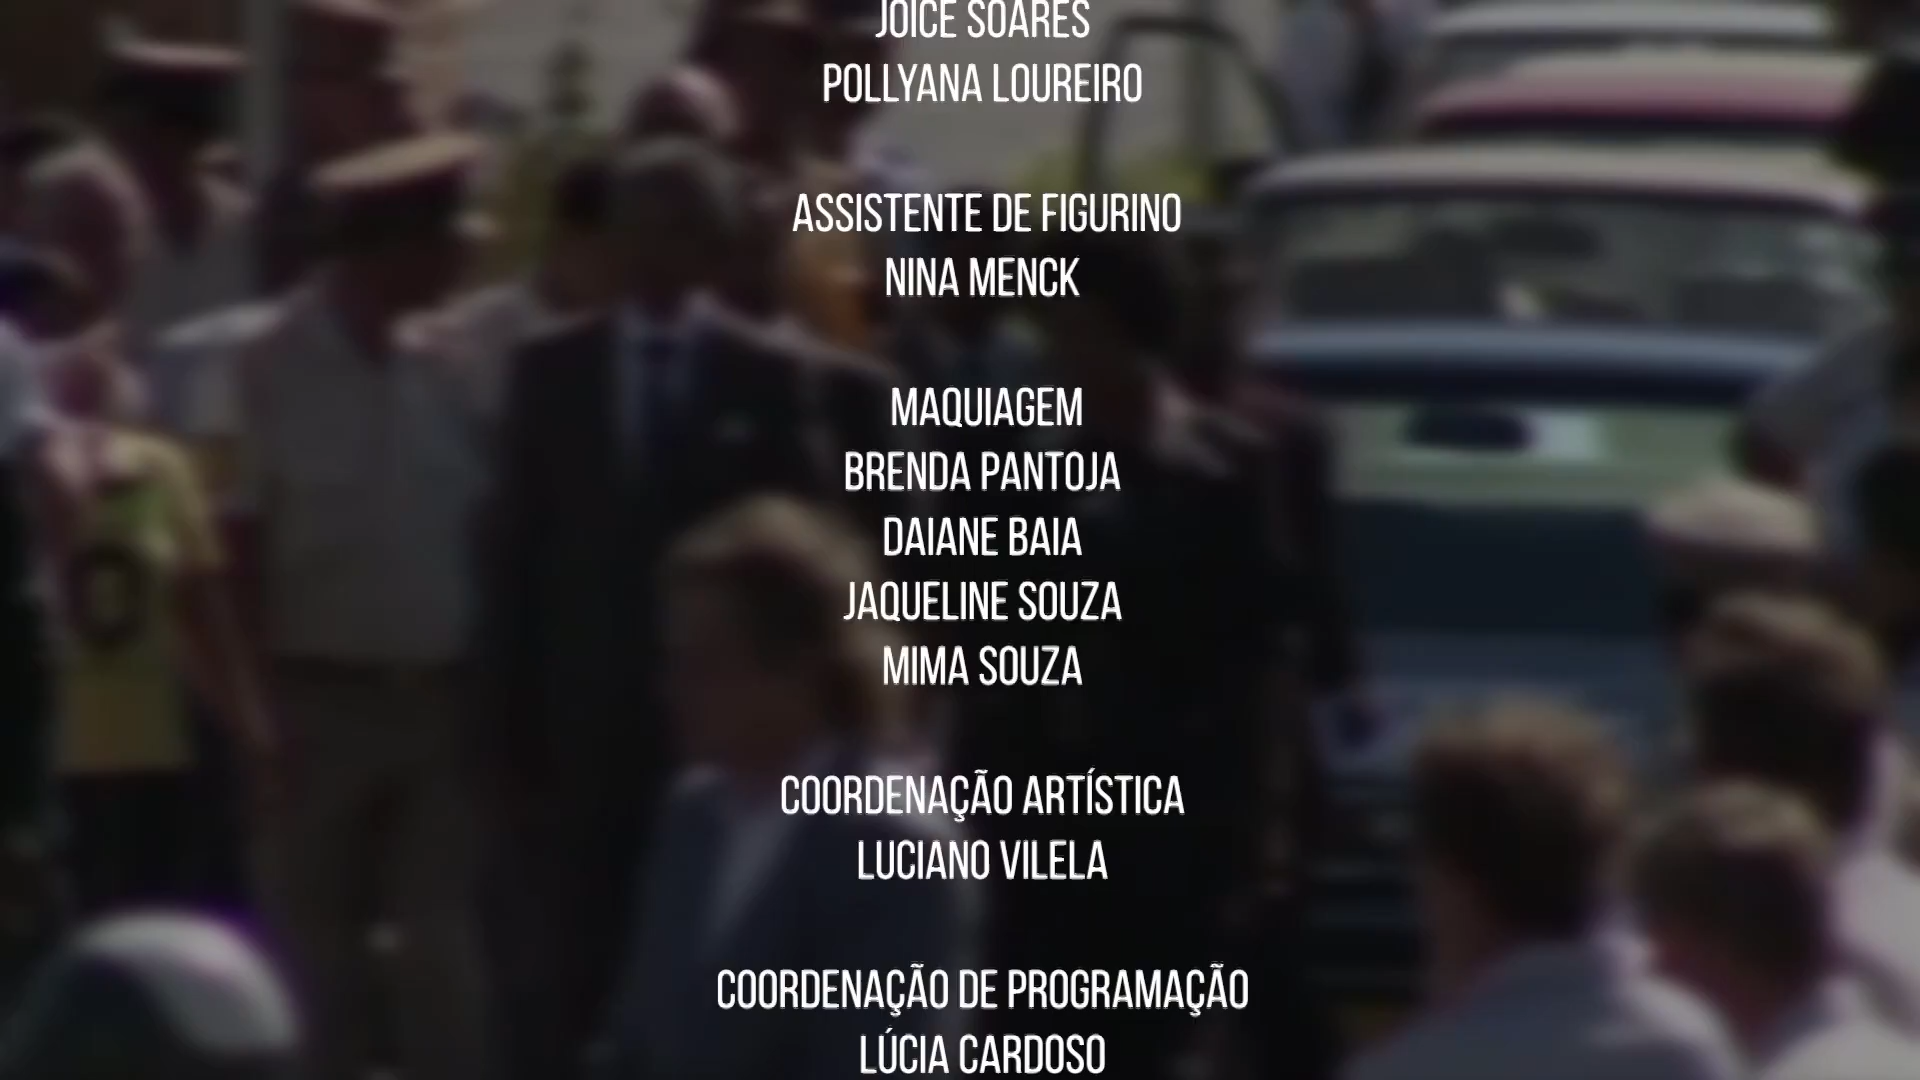 JOICE SOARES
POLLYANA LOUREIRO
ASSISTENTE DE FIGURINO
NINA MENCK
MAQUIAGEM
BRENDA PANTOJA
DAIANE BAIA
JAQUELINE SOUZA
MIMA SOUZA
COORDENAÇÃO ARTÍSTICA
LUCIANO VILELA
COORDENAÇÃO DE PROGRAMAÇÃO
LÚCIA CARDOSO